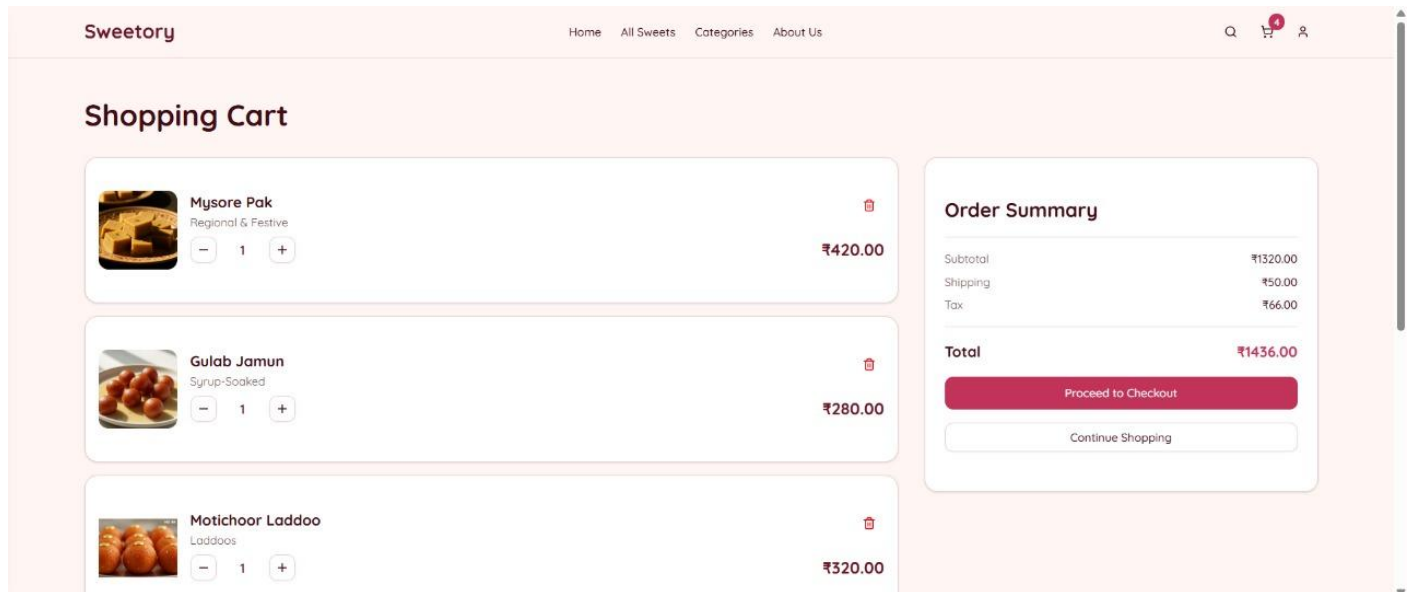 Sweetory
Home All Sweets Categories About Us
4
Shopping Cart
Mysore Pak
Regional & Festive
− 1 +
₹420.00
Gulab Jamun
Syrup-Soaked
− 1 +
₹280.00
Motichoor Laddoo
Laddoos
− 1 +
₹320.00
Order Summary
Subtotal ₹1320.00
Shipping ₹50.00
Tax ₹66.00
Total ₹1436.00
Proceed to Checkout
Continue Shopping